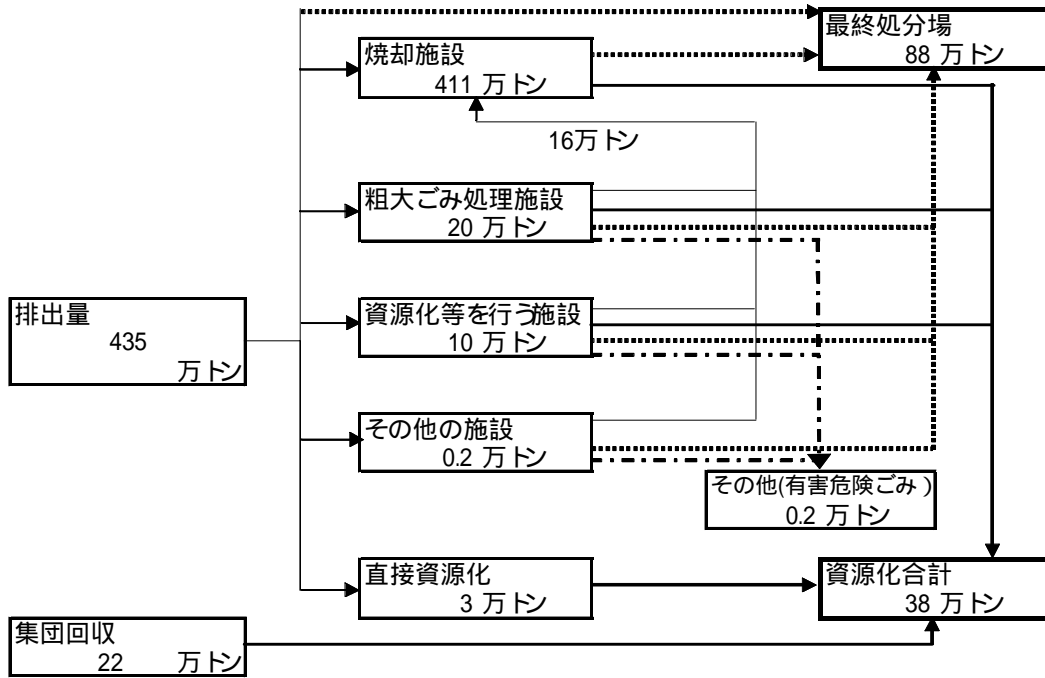 最終処分場
88 万トン
焼却施設
411 万トン
16万トン
粗大ごみ処理施設
20 万トン
排出量
435
万トン
資源化等を行う施設
10 万トン
その他の施設
0.2 万トン
その他(有害危険ごみ)
0.2 万トン
直接資源化
3 万トン
資源化合計
38 万トン
集団回収
22 万トン